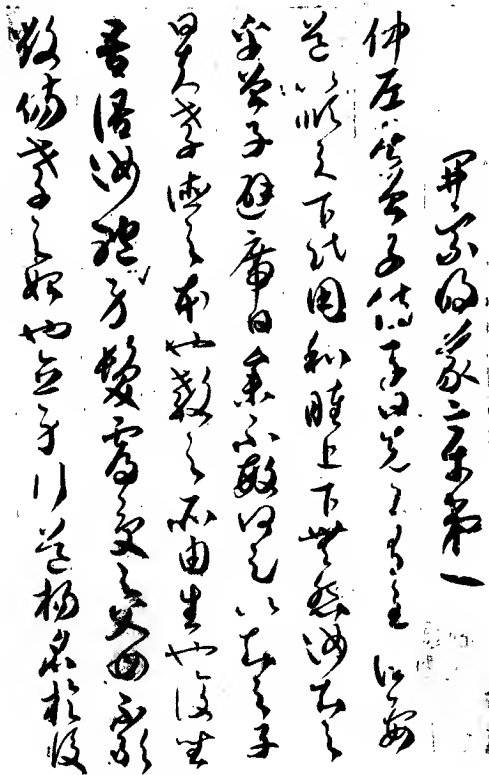 開宗明義章第一
仲尼居曾子侍子曰先王有至德要
道以順天下民用和睦上下無怨汝知之
乎曾子避席曰參不敏何足以知之子
曰夫孝德之本也教之所由生也復坐
吾語汝體身髮膚受之父母不敢
毀傷孝之始也立身行道揚名於後